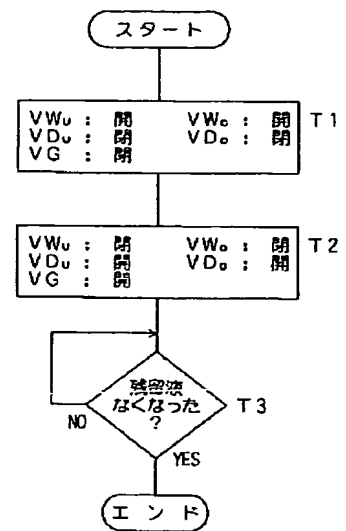 スタート
VWu : 開 VWo : 開 T1
VDu : 閉 VDo : 閉
VG : 閉
VWu : 閉 VWo : 閉 T2
VDu : 開 VDo : 開
VG : 開
残留液
なくなった T3
?
NO
YES
エンド